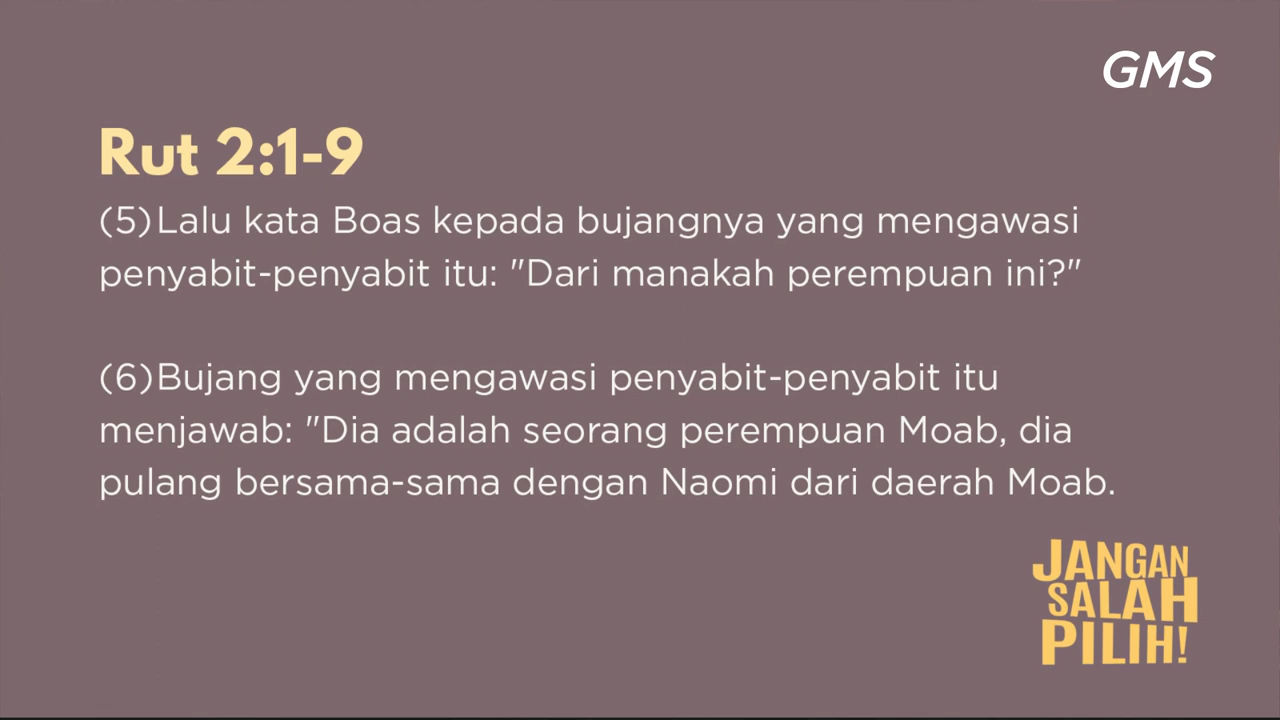 GMS
Rut 2:1-9
(5)Lalu kata Boas kepada bujangnya yang mengawasi
penyabit-penyabit itu: "Dari manakah perempuan ini?"
(6)Bujang yang mengawasi penyabit-penyabit itu
menjawab: "Dia adalah seorang perempuan Moab, dia
pulang bersama-sama dengan Naomi dari daerah Moab.
JANGAN
SALAH
PILIH!